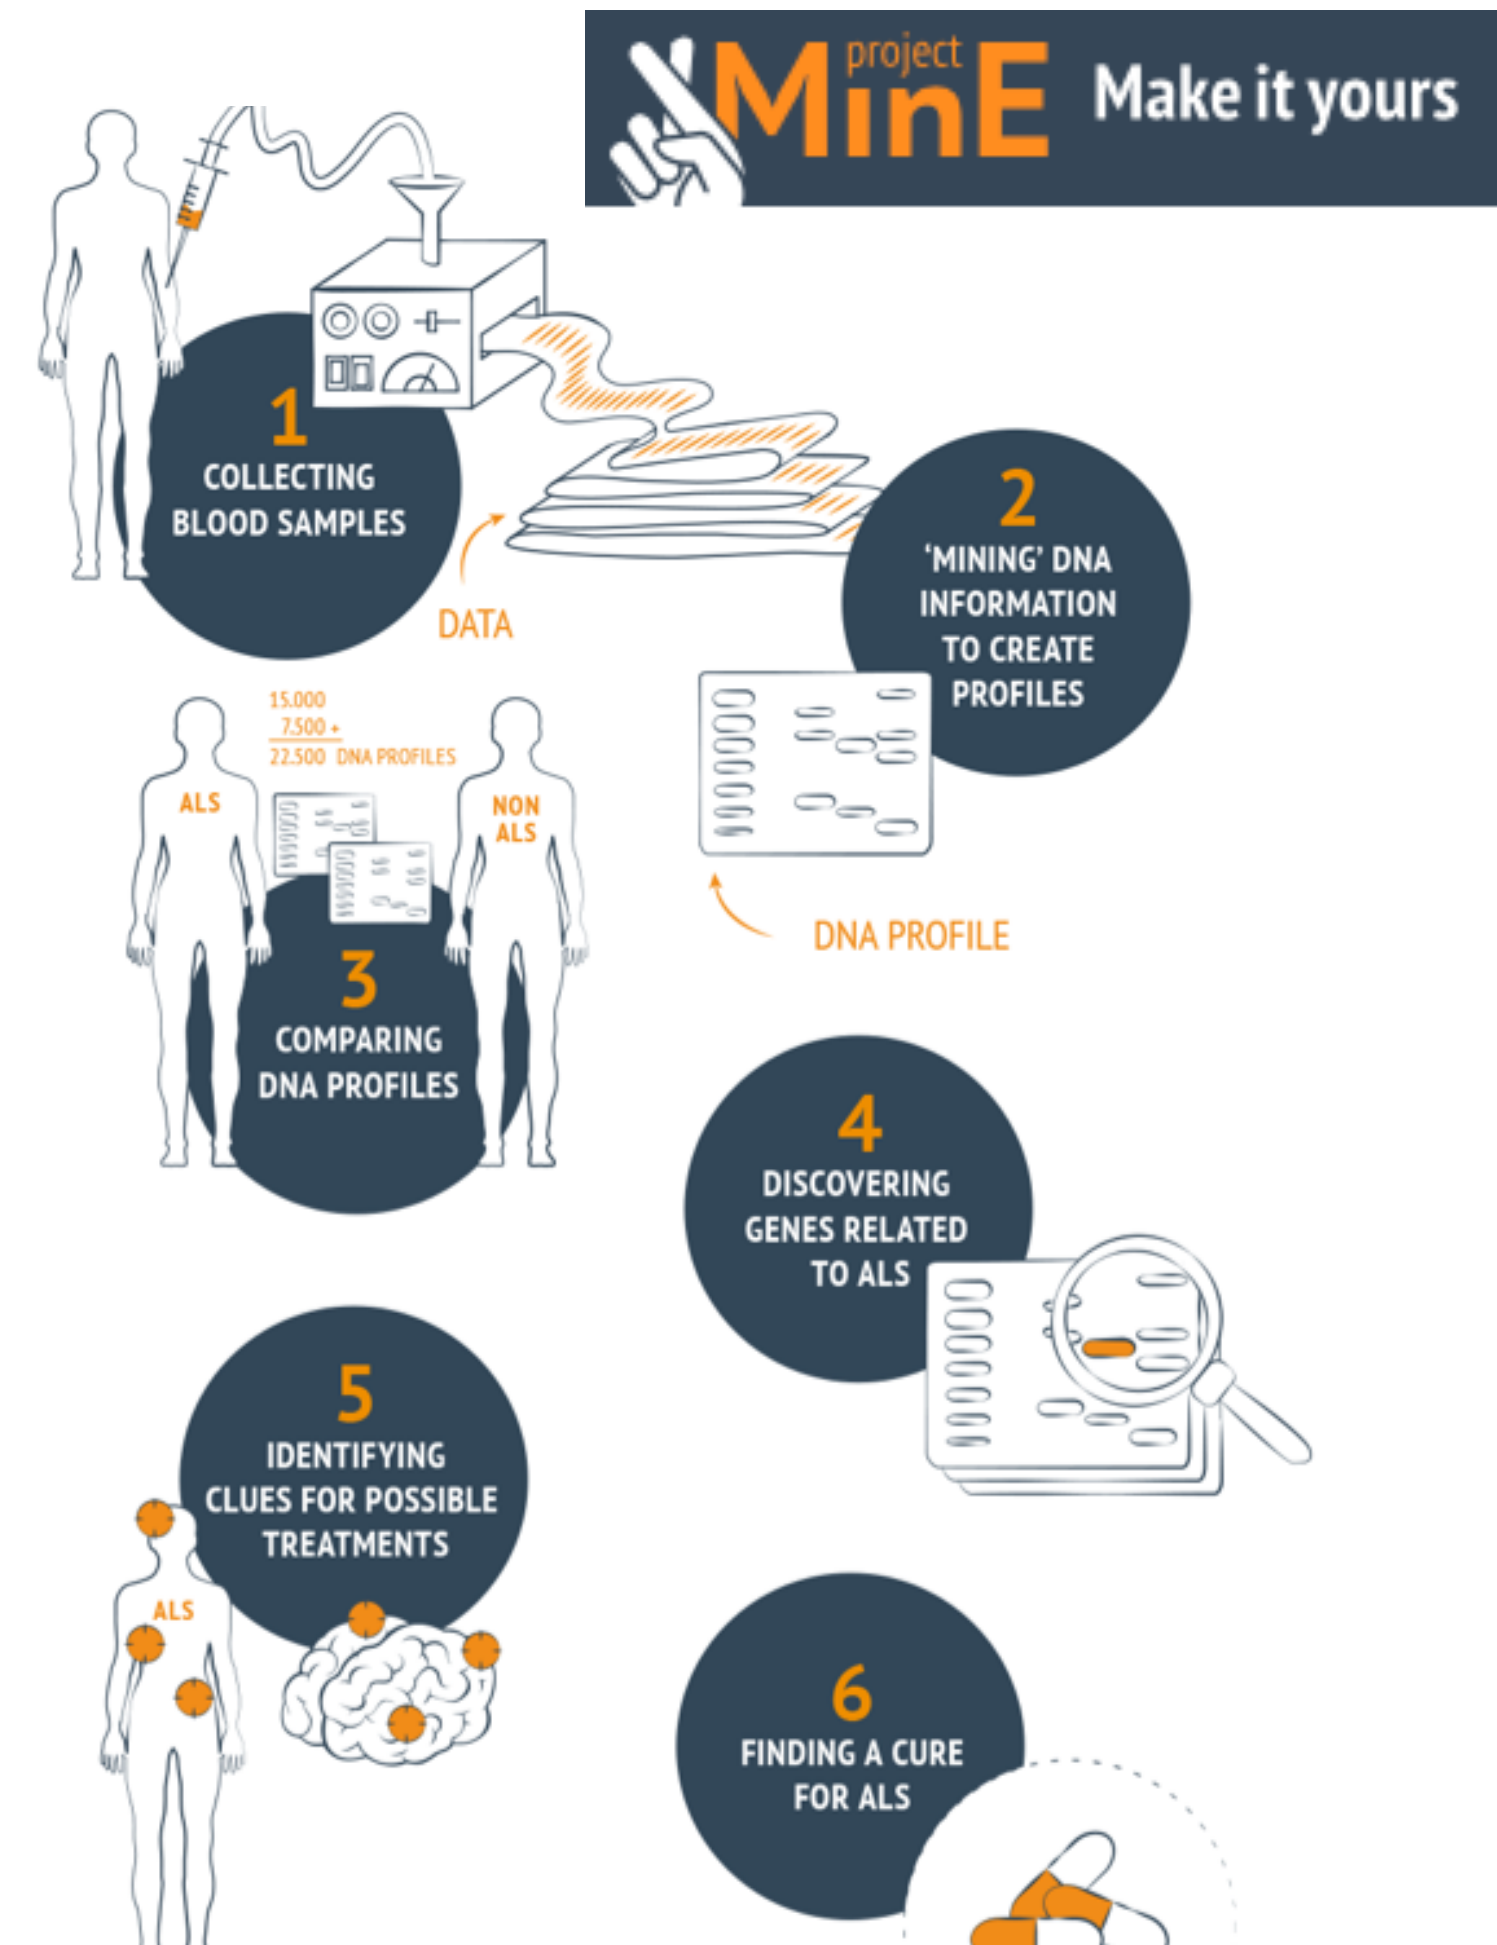 project
MinE
Make it yours
1
COLLECTING
BLOOD SAMPLES
DATA
2
‘MINING’ DNA
INFORMATION
TO CREATE
PROFILES
DNA PROFILE
15.000
7.500 +
22.500 DNA PROFILES
ALS
NON
ALS
3
COMPARING
DNA PROFILES
4
DISCOVERING
GENES RELATED
TO ALS
5
IDENTIFYING
CLUES FOR POSSIBLE
TREATMENTS
ALS
6
FINDING A CURE
FOR ALS